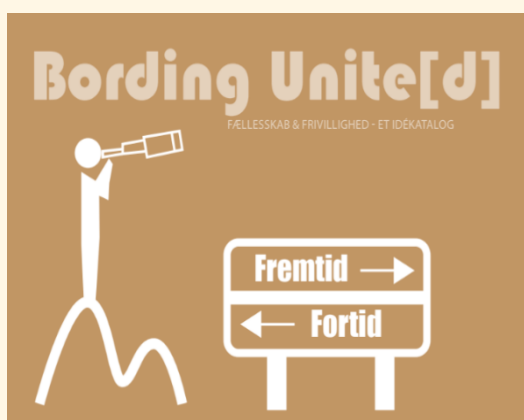 Bording Unite[d]
FÆLLESSKAB & FRIVILLIGHED - ET IDÉKATALOG
Fremtid
Fortid